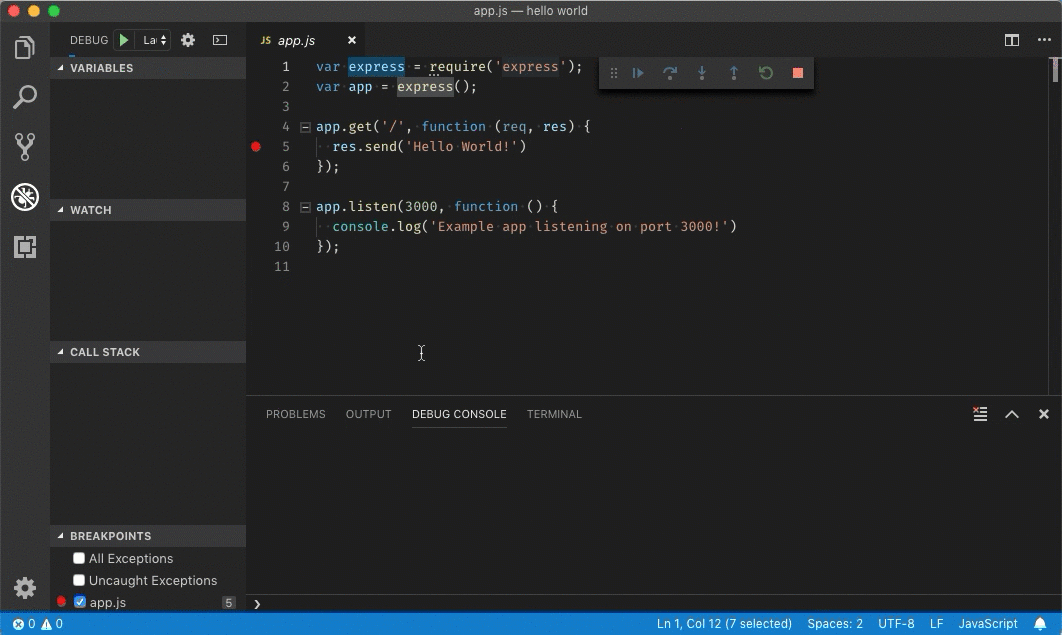 app.js — hello world
DEBUG La
VARIABLES
WATCH
CALL STACK
BREAKPOINTS
All Exceptions
Uncaught Exceptions
app.js 5
JS app.js
1 var express = require('express');
2 var app = express();
3
4 app.get('/', function (req, res) {
5 res.send('Hello World!')
6 });
7
8 app.listen(3000, function () {
9 console.log('Example app listening on port 3000!')
10 });
11
PROBLEMS OUTPUT DEBUG CONSOLE TERMINAL
0 0 Ln 1, Col 12 (7 selected) Spaces: 2 UTF-8 LF JavaScript